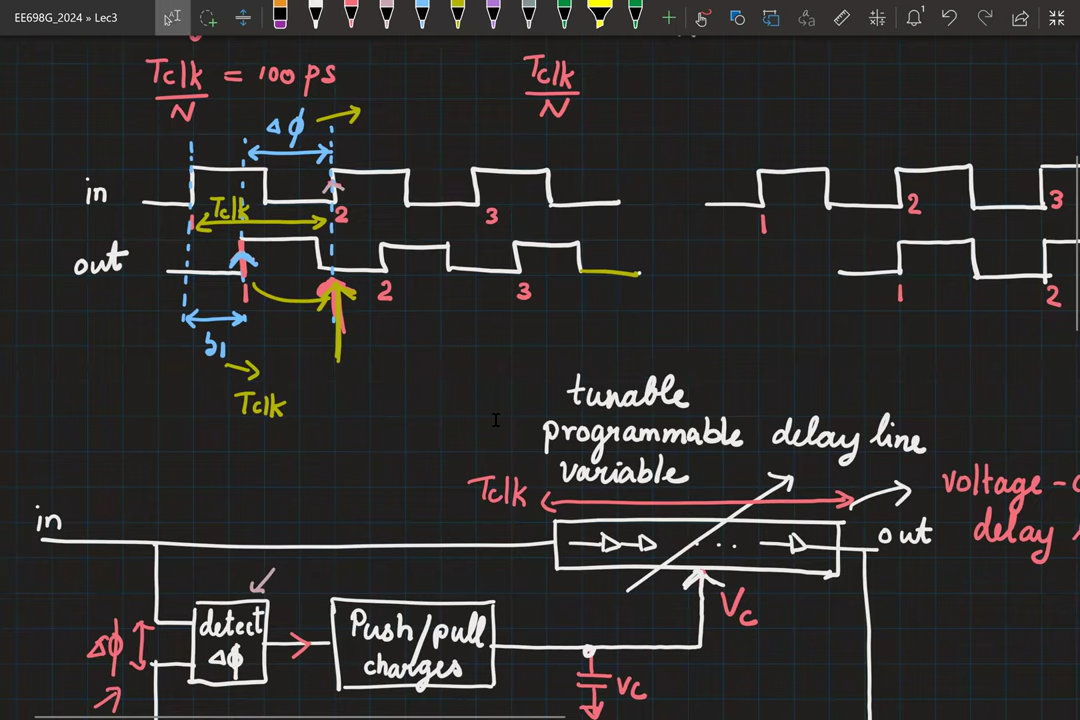 EE698G_2024 » Lec3
Tclk/N = 100 ps
Tclk/N
Δϕ
in
Tclk
1 2 3
1 2 3
out
1 2 3
1 2
Tclk
tunable
programmable delay line
variable
Tclk
voltage -
delay
in
out
Vc
detect
Δϕ
Push/pull
charges
Δϕ
Vc